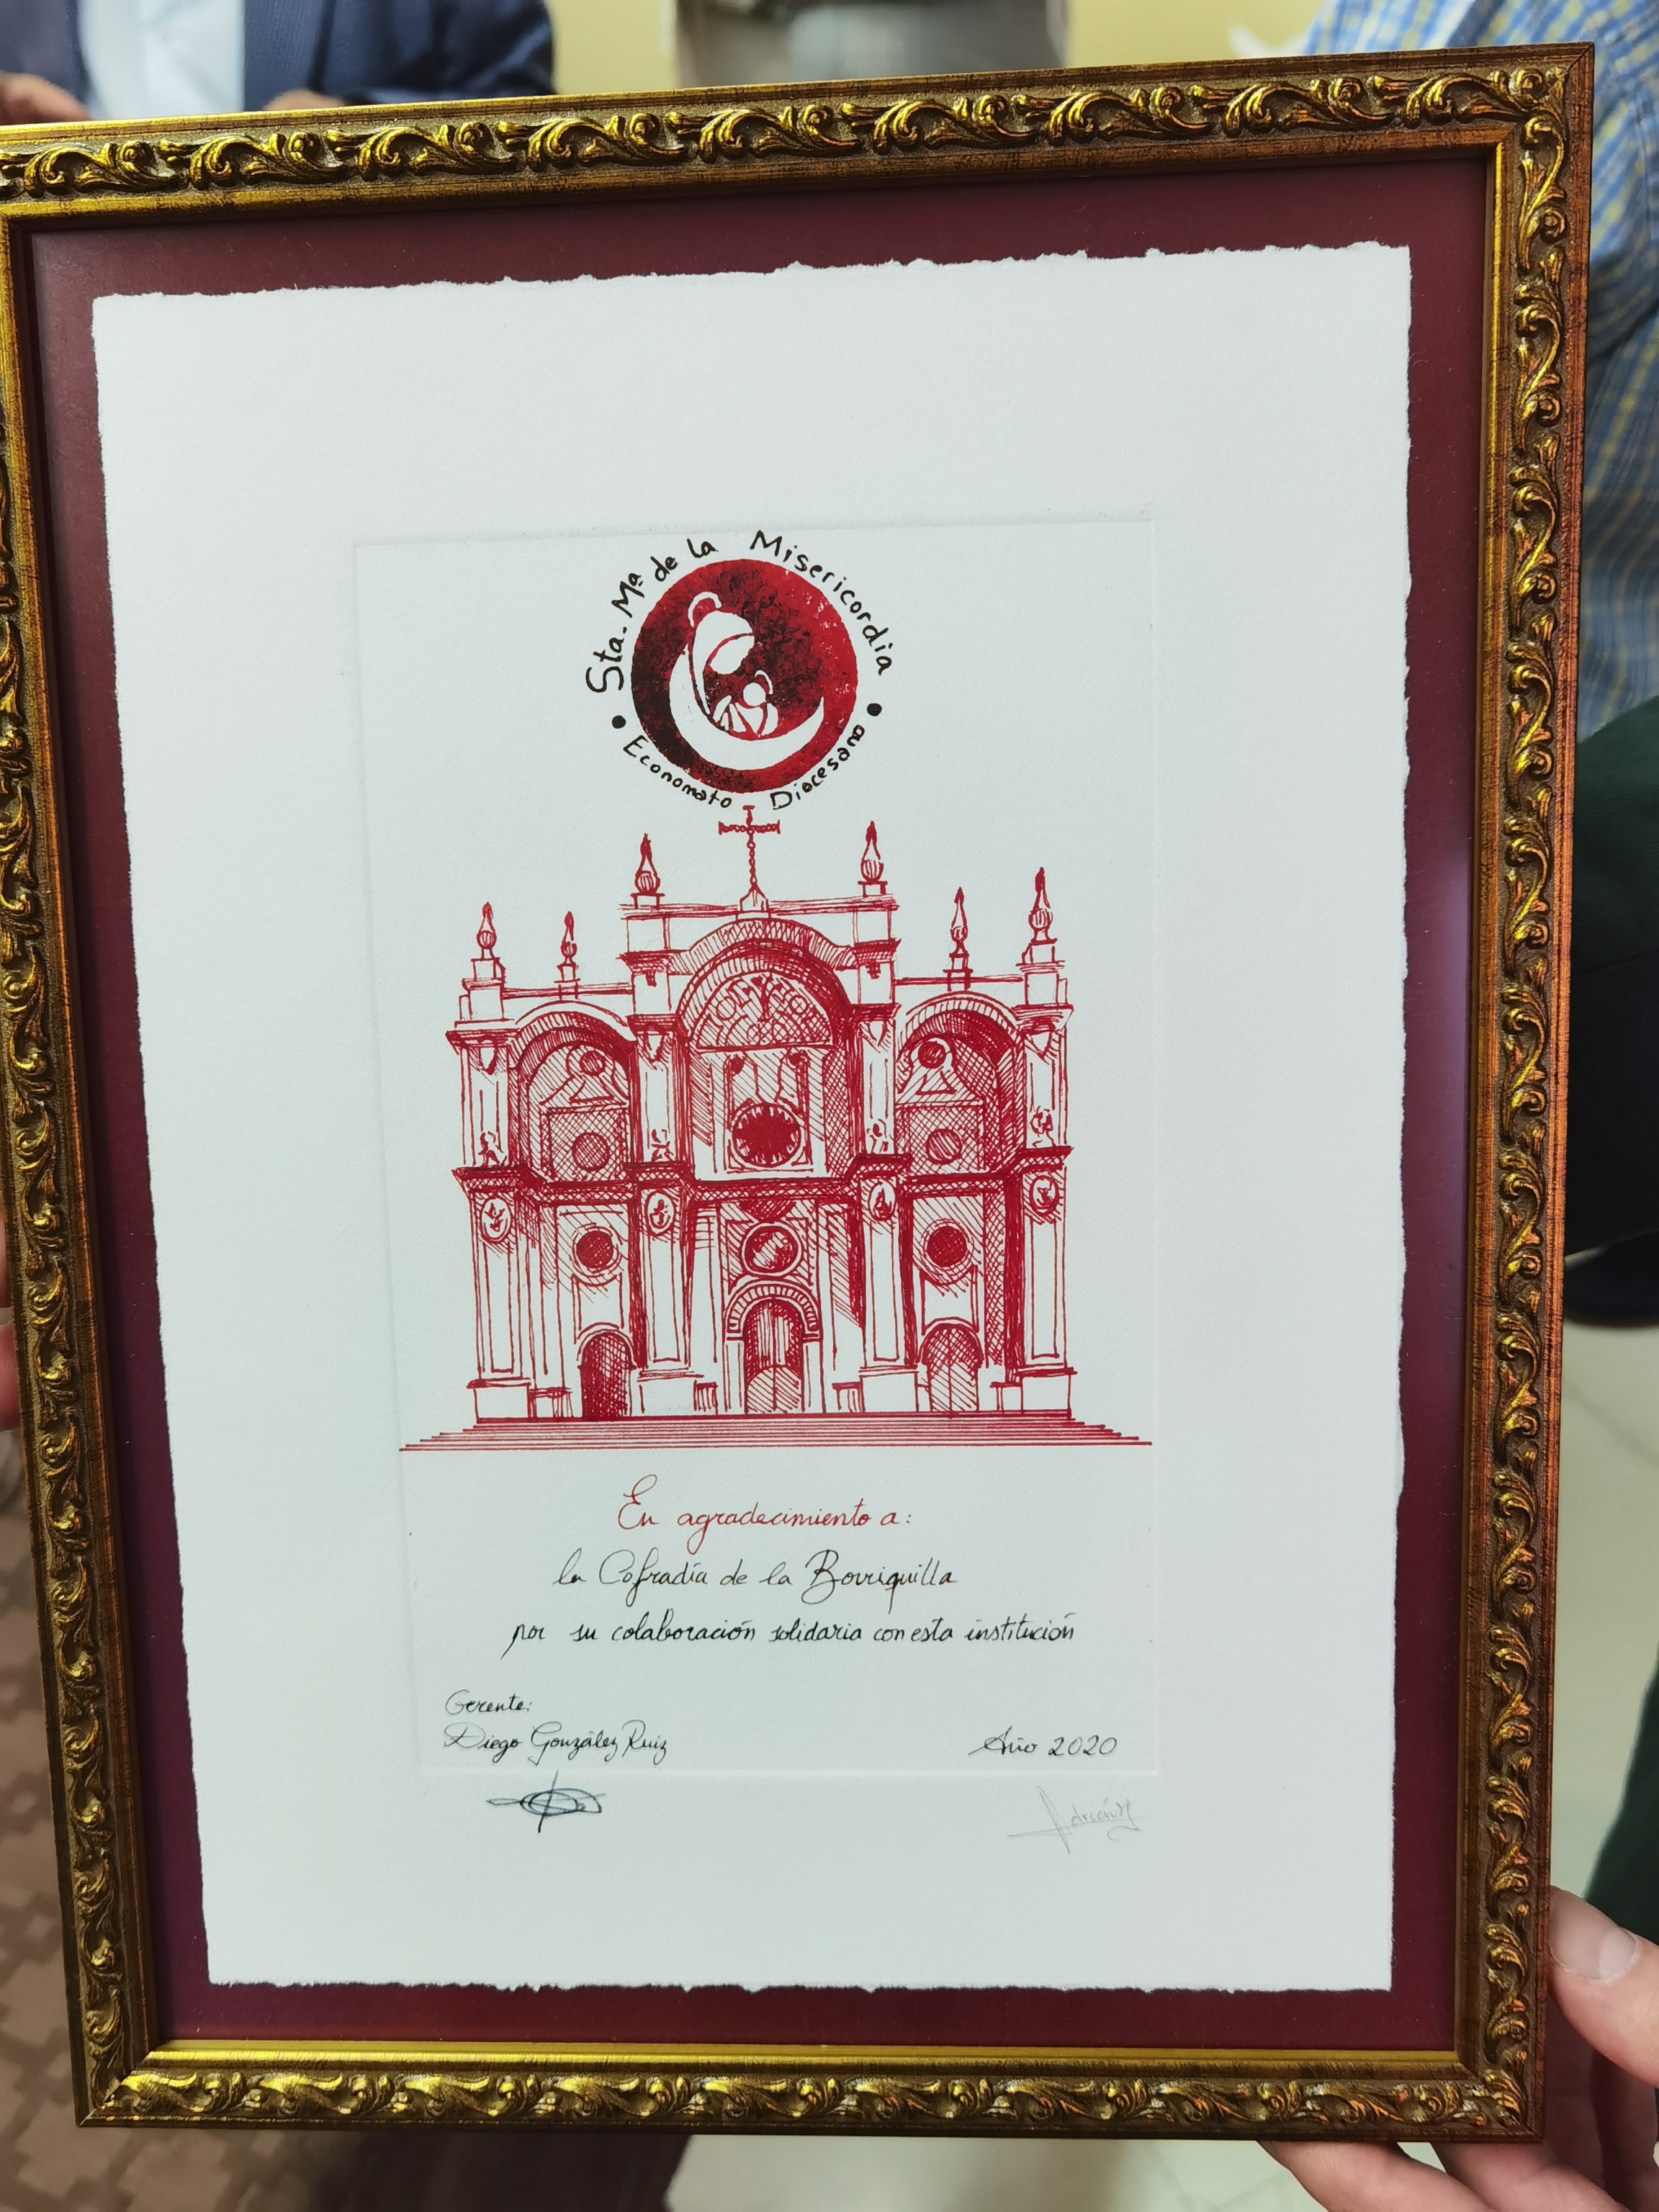 Sta. Mª de la Misericordia
Economato Diocesano
En agradecimiento a:
la Cofradía de la Borriquilla
por su colaboración solidaria con esta institución
Gerente:
Diego González Ruiz
Año 2020